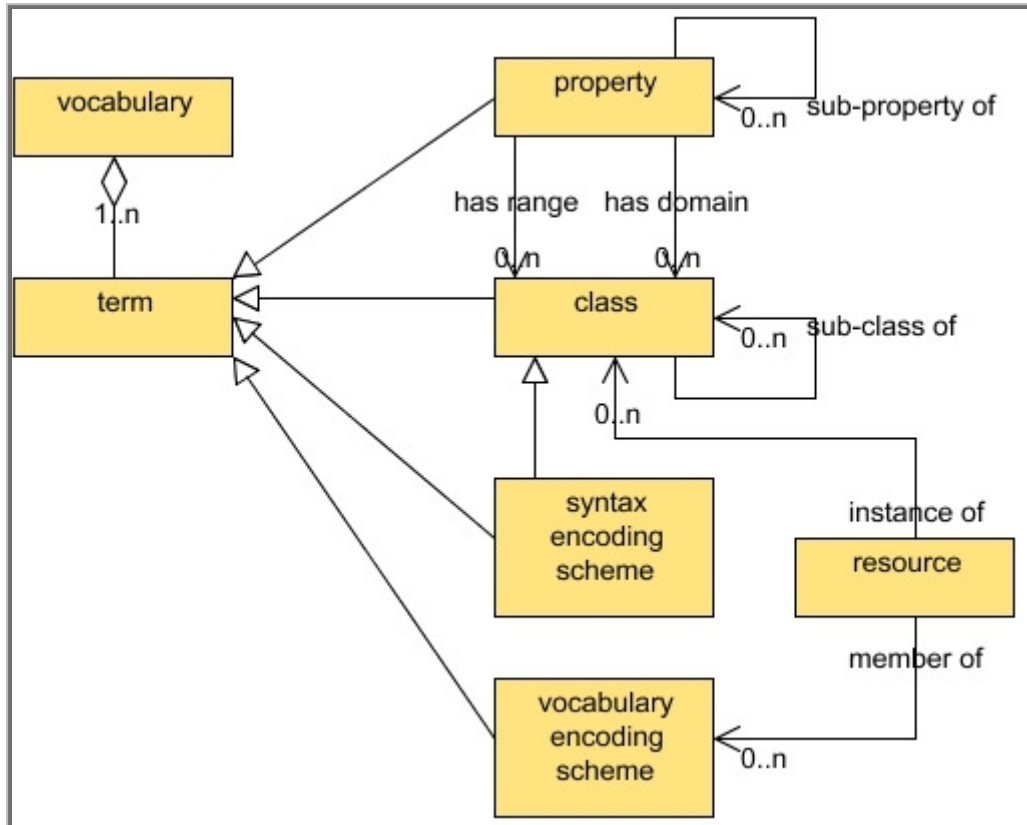 property
vocabulary
0..n
sub-property of
has range
has domain
1..n
0..n
0..n
term
class
0..n
sub-class of
0..n
syntax
encoding
scheme
instance of
resource
member of
vocabulary
encoding
scheme
0..n